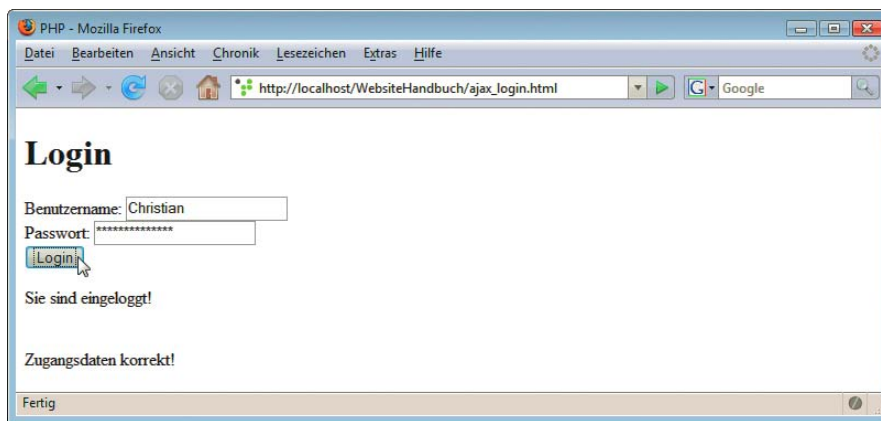 PHP - Mozilla Firefox
Datei Bearbeiten Ansicht Chronik Lesezeichen Extras Hilfe
http://localhost/WebsiteHandbuch/ajax_login.html G Google
Login
Benutzername: Christian
Passwort: **************
Login
Sie sind eingeloggt!
Zugangsdaten korrekt!
Fertig